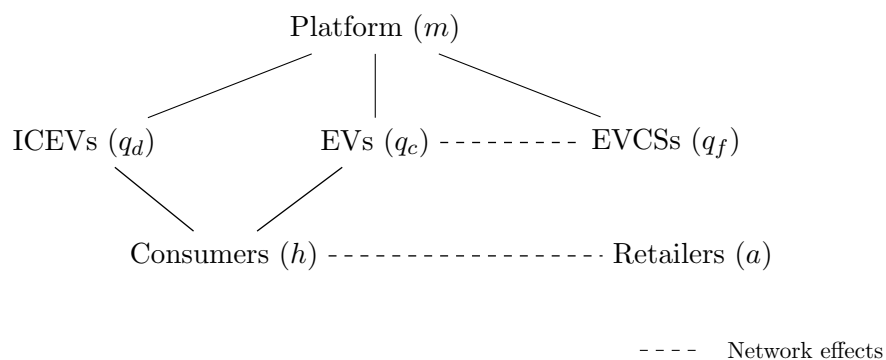 Platform (m)
ICEVs (q_d) EVs (q_c) EVCSs (q_f)
Consumers (h) Retailers (a)
Network effects